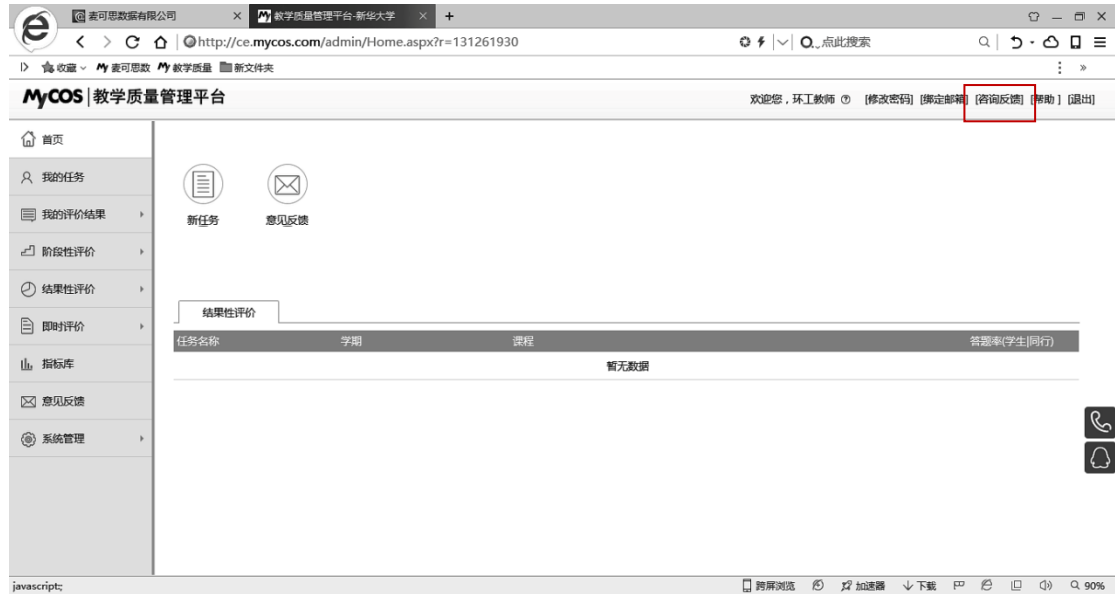 麦可思数据有限公司 教学质量管理平台-新华大学
http://ce.mycos.com/admin/Home.aspx?r=131261930 点此搜索
收藏 麦可思数 教学质量 新文件夹
MyCOS 教学质量管理平台 欢迎您，环工教师 [修改密码] [绑定邮箱] [咨询反馈] [帮助] [退出]
首页
我的任务
我的评价结果
阶段性评价
结果性评价
即时评价
指标库
意见反馈
系统管理
新任务 意见反馈
结果性评价
任务名称 学期 课程 答题率(学生|同行)
暂无数据
javascript:; 跨屏浏览 加速器 下载 90%